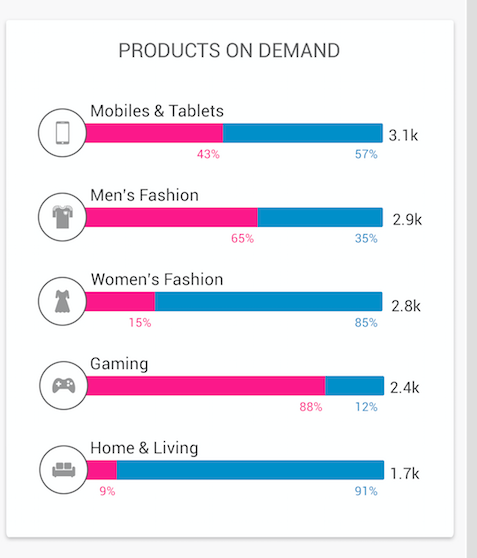 PRODUCTS ON DEMAND
Mobiles & Tablets
3.1k
43% 57%
Men's Fashion
2.9k
65% 35%
Women's Fashion
2.8k
15% 85%
Gaming
2.4k
88% 12%
Home & Living
1.7k
9% 91%